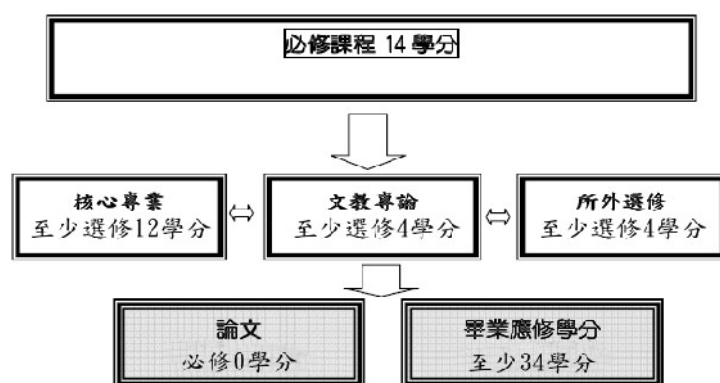 必修課程 14 學分
核心專業
至少選修12學分
文教專論
至少選修4學分
所外選修
至少選修4學分
論文
必修0學分
畢業應修學分
至少34學分